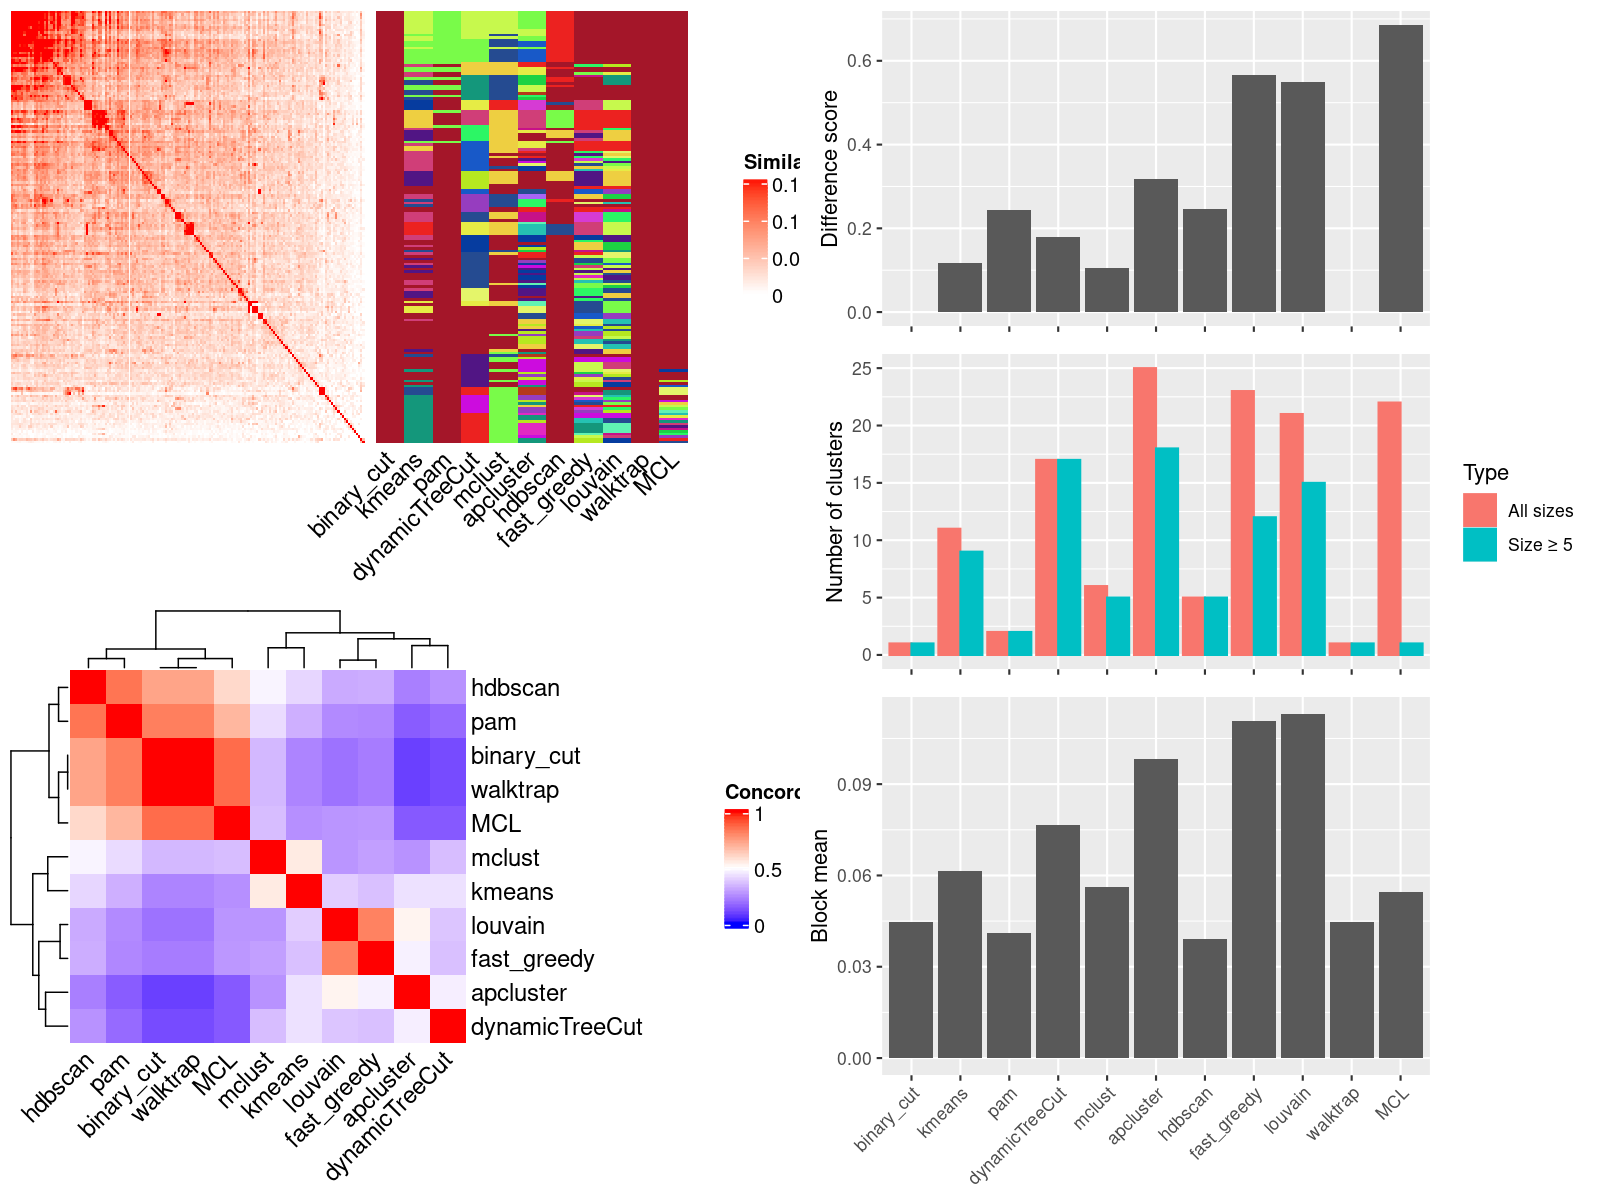 Simila
0.1
0.1
0.0
0
binary_cut
kmeans
pam
dynamicTreeCut
mclust
apcluster
hdbscan
fast_greedy
louvain
walktrap
MCL
Difference score
0.6
0.4
0.2
0.0
Number of clusters
25
20
15
10
5
0
Type
All sizes
Size ≥ 5
hdbscan
pam
binary_cut
walktrap
MCL
mclust
kmeans
louvain
fast_greedy
apcluster
dynamicTreeCut
hdbscan
pam
binary_cut
walktrap
MCL
mclust
kmeans
louvain
fast_greedy
apcluster
dynamicTreeCut
Concord
1
0.5
0
Block mean
0.09
0.06
0.03
0.00
binary_cut
kmeans
pam
dynamicTreeCut
mclust
apcluster
hdbscan
fast_greedy
louvain
walktrap
MCL